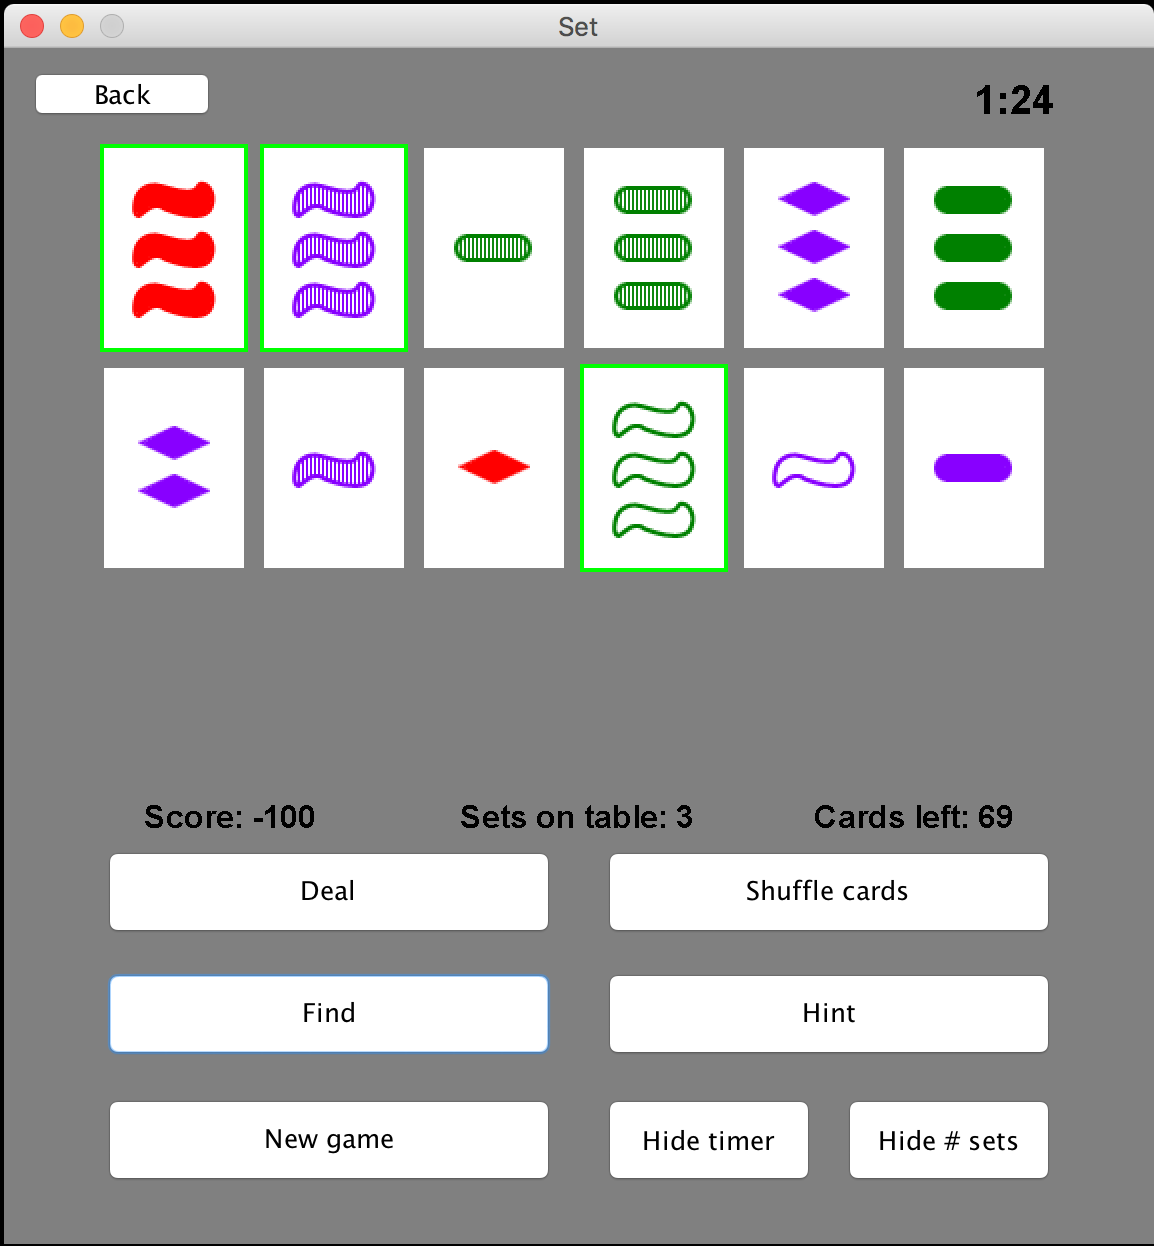 Set
Back
1:24
Score: -100
Sets on table: 3
Cards left: 69
Deal
Shuffle cards
Find
Hint
New game
Hide timer
Hide # sets